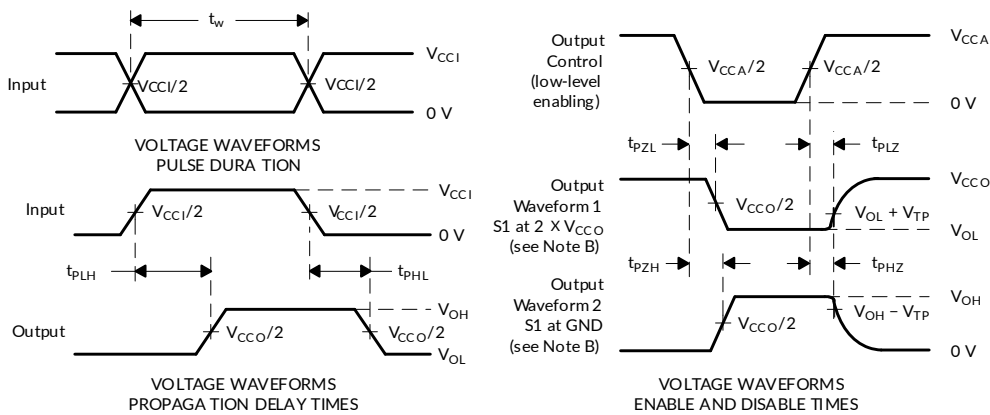 t_w
V_CCI
Input
VCCI/2
VCCI/2
0 V
VOLTAGE WAVEFORMS
PULSE DURA TION
V_CCI
Input
V_CCI/2
V_CCI/2
0 V
t_PLH
t_PHL
V_OH
Output
V_CCO/2
V_CCO/2
V_OL
VOLTAGE WAVEFORMS
PROPAGATION DELAY TIMES
Output
Control
(low-level
enabling)
V_CCA
V_CCA/2
V_CCA/2
0 V
t_PZL
t_PLZ
Output
Waveform 1
S1 at 2 X V_CCO
(see Note B)
V_CCO
V_CCO/2
V_OL + V_TP
V_OL
t_PZH
t_PHZ
Output
Waveform 2
S1 at GND
(see Note B)
V_OH
V_CCO/2
V_OH − V_TP
0 V
VOLTAGE WAVEFORMS
ENABLE AND DISABLE TIMES